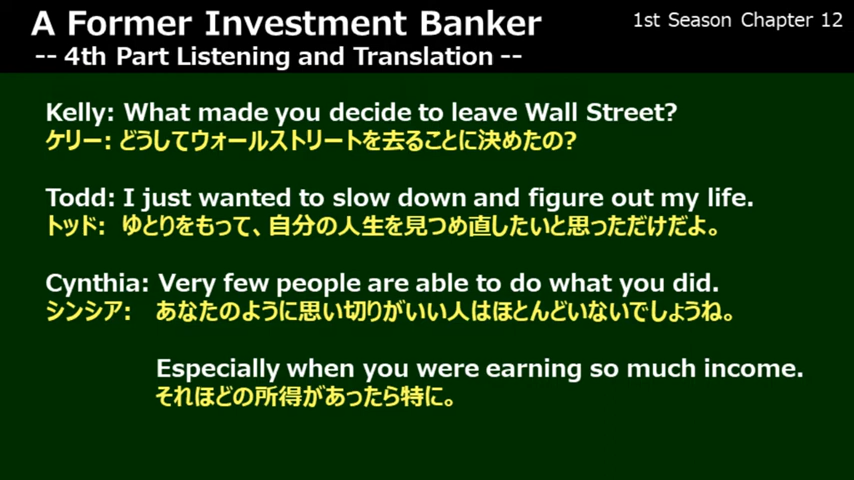 A Former Investment Banker
1st Season Chapter 12
-- 4th Part Listening and Translation --
Kelly: What made you decide to leave Wall Street?
ケリー: どうしてウォールストリートを去ることに決めたの?
Todd: I just wanted to slow down and figure out my life.
トッド: ゆとりをもって、自分の人生を見つめ直したいと思っただけだよ。
Cynthia: Very few people are able to do what you did.
シンシア: あなたのように思い切りがいい人はほとんどいないでしょうね。
Especially when you were earning so much income.
それほどの所得があったら特に。